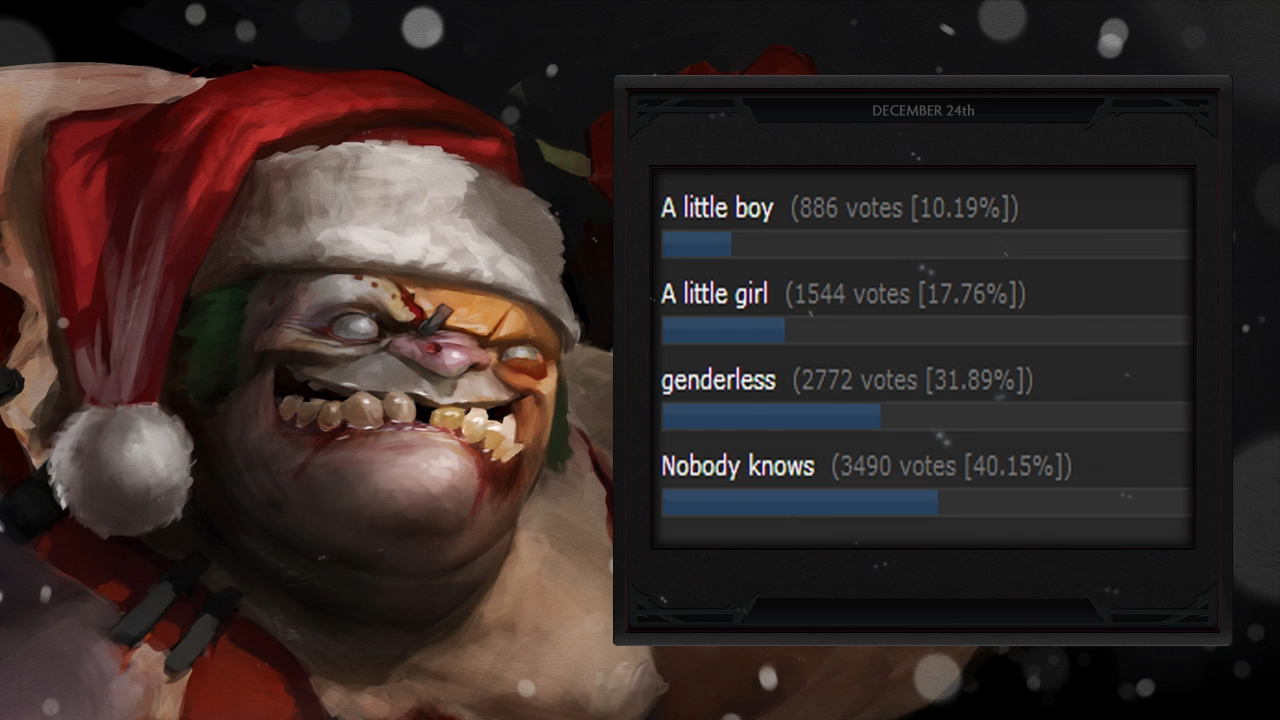 DECEMBER 24th
A little boy (886 votes [10.19%])
A little girl (1544 votes [17.76%])
genderless (2772 votes [31.89%])
Nobody knows (3490 votes [40.15%])